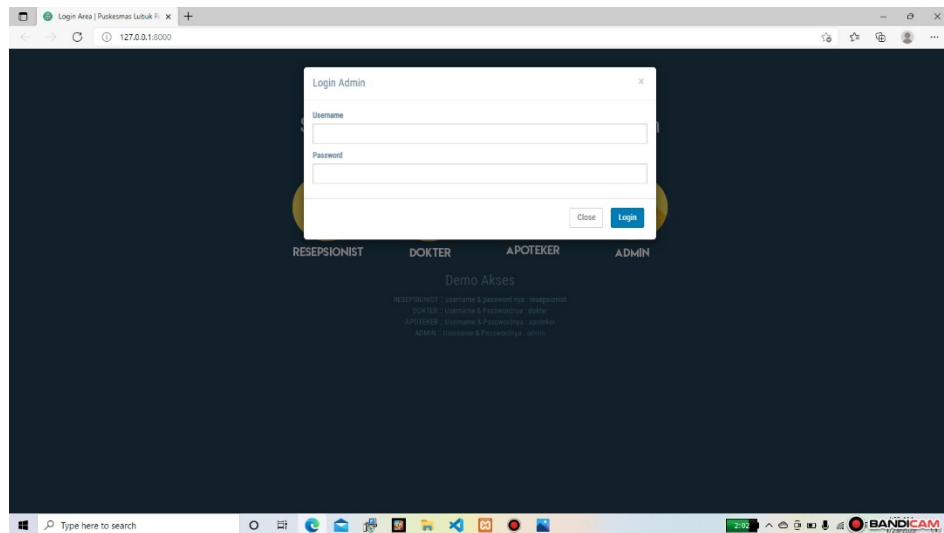 Login Area | Puskesmas Lubuk
127.0.0.1:8000
Login Admin
Username
Password
Close
Login
RESEPSIONIST
DOKTER
APOTEKER
ADMIN
Demo Akses
RESEPSIONIST :: username & password nya : resepsionist
DOKTER :: Username & Passwordnya : dokter
APOTEKER :: Username & Passwordnya : apoteker
ADMIN :: Username & Passwordnya : admin
Type here to search
2:02
BANDICAM